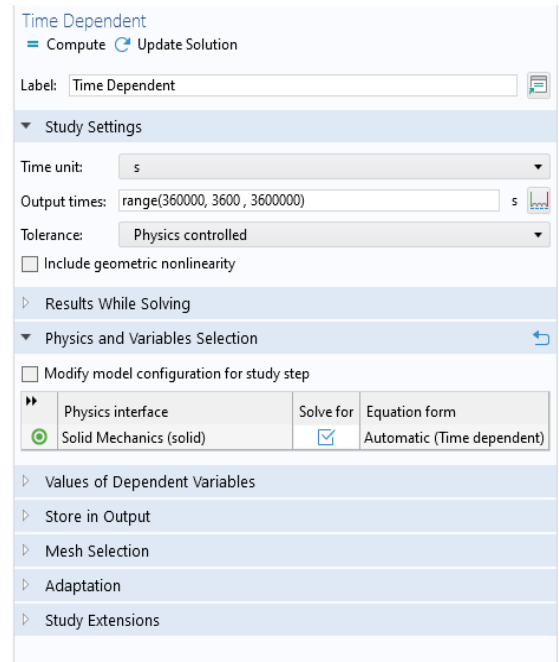 Time Dependent
= Compute Update Solution
Label: Time Dependent
Study Settings
Time unit: s
Output times: range(360000, 3600 , 3600000) s
Tolerance: Physics controlled
Include geometric nonlinearity
Results While Solving
Physics and Variables Selection
Modify model configuration for study step
Physics interface Solve for Equation form
Solid Mechanics (solid) Automatic (Time dependent)
Values of Dependent Variables
Store in Output
Mesh Selection
Adaptation
Study Extensions